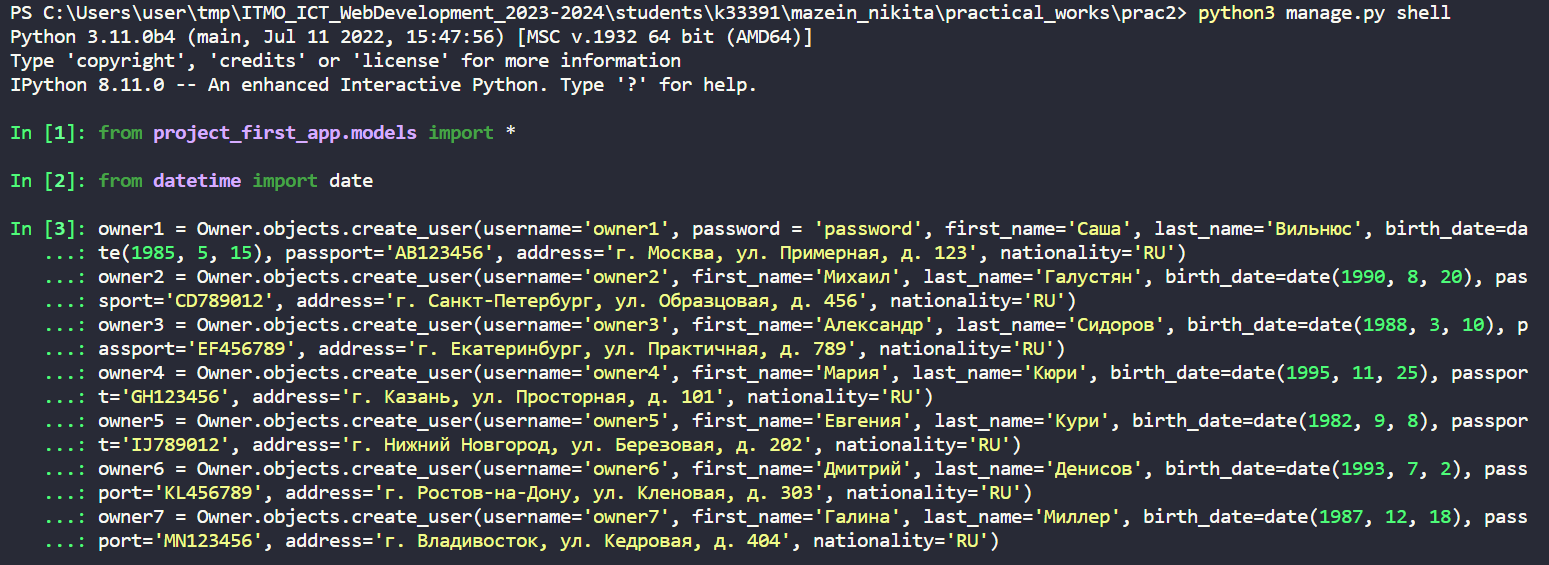 PS C:\Users\user\tmp\ITMO_ICT_WebDevelopment_2023-2024\students\k33391\mazein_nikita\practical_works\prac2> python3 manage.py shell
Python 3.11.0b4 (main, Jul 11 2022, 15:47:56) [MSC v.1932 64 bit (AMD64)]
Type 'copyright', 'credits' or 'license' for more information
IPython 8.11.0 -- An enhanced Interactive Python. Type '?' for help.
In [1]: from project_first_app.models import *
In [2]: from datetime import date
In [3]: owner1 = Owner.objects.create_user(username='owner1', password = 'password', first_name='Саша', last_name='Вильнюс', birth_date=da
...: te(1985, 5, 15), passport='AB123456', address='г. Москва, ул. Примерная, д. 123', nationality='RU')
...: owner2 = Owner.objects.create_user(username='owner2', first_name='Михаил', last_name='Галустян', birth_date=date(1990, 8, 20), pas
...: sport='CD789012', address='г. Санкт-Петербург, ул. Образцовая, д. 456', nationality='RU')
...: owner3 = Owner.objects.create_user(username='owner3', first_name='Александр', last_name='Сидоров', birth_date=date(1988, 3, 10), p
...: assport='EF456789', address='г. Екатеринбург, ул. Практичная, д. 789', nationality='RU')
...: owner4 = Owner.objects.create_user(username='owner4', first_name='Мария', last_name='Кюри', birth_date=date(1995, 11, 25), passpor
...: t='GH123456', address='г. Казань, ул. Просторная, д. 101', nationality='RU')
...: owner5 = Owner.objects.create_user(username='owner5', first_name='Евгения', last_name='Кури', birth_date=date(1982, 9, 8), passpor
...: t='IJ789012', address='г. Нижний Новгород, ул. Березовая, д. 202', nationality='RU')
...: owner6 = Owner.objects.create_user(username='owner6', first_name='Дмитрий', last_name='Денисов', birth_date=date(1993, 7, 2), pass
...: port='KL456789', address='г. Ростов-на-Дону, ул. Кленовая, д. 303', nationality='RU')
...: owner7 = Owner.objects.create_user(username='owner7', first_name='Галина', last_name='Миллер', birth_date=date(1987, 12, 18), pass
...: port='MN123456', address='г. Владивосток, ул. Кедровая, д. 404', nationality='RU')